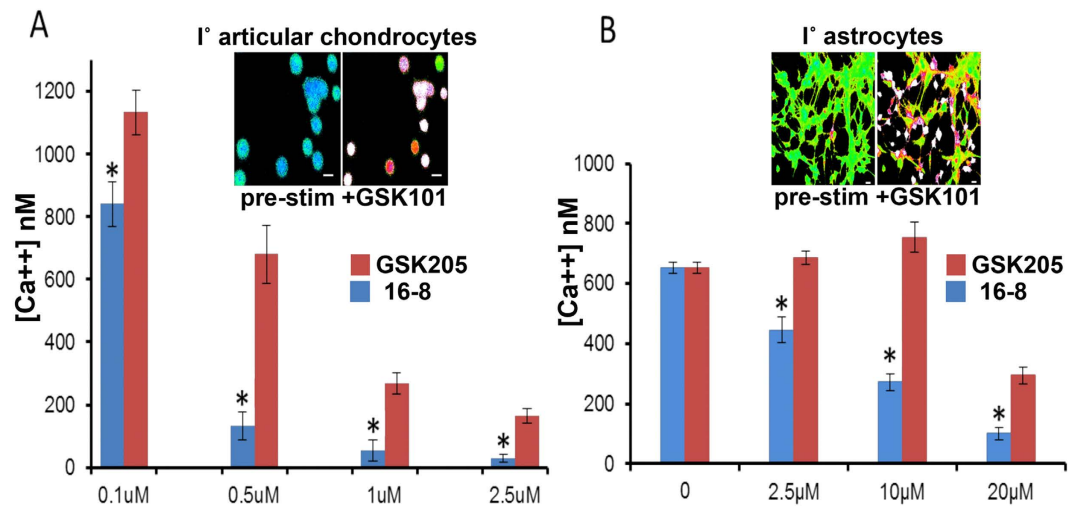 A
I° articular chondrocytes
pre-stim +GSK101
[Ca++] nM
1200
1000
800
600
400
200
0
*
*
*
*
GSK205
16-8
0.1uM
0.5uM
1uM
2.5uM
B
I° astrocytes
pre-stim +GSK101
[Ca++] nM
1000
800
600
400
200
0
*
*
*
GSK205
16-8
0
2.5µM
10µM
20µM